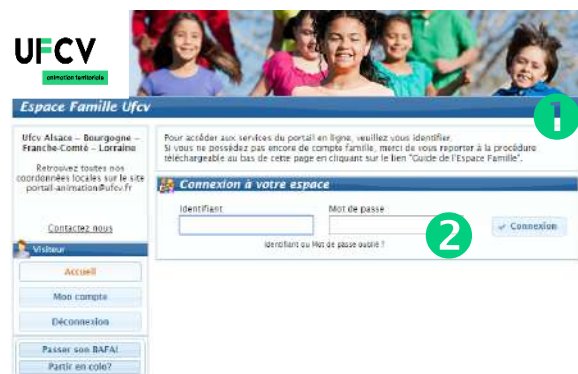 UFCV
animation territoriale
1
Espace Famille Ufcv
Ufcv Alsace – Bourgogne –
Franche-Comté – Lorraine
Retrouvez toutes nos
coordonnées locales sur le site
portail-animation@ufcv.fr
Contactez nous
Visiteur
Accueil
Mon compte
Déconnexion
Passer son BAFA!
Partir en colo?
Pour accéder aux services du portail en ligne, veuillez vous identifier.
Si vous ne possédez pas encore de compte famille, merci de vous reporter à la procédure
téléchargeable au bas de cette page en cliquant sur le lien "Guide de l'Espace Famille".
Connexion à votre espace
Identifiant
Mot de passe
2
Connexion
Identifiant ou Mot de passe oublié ?